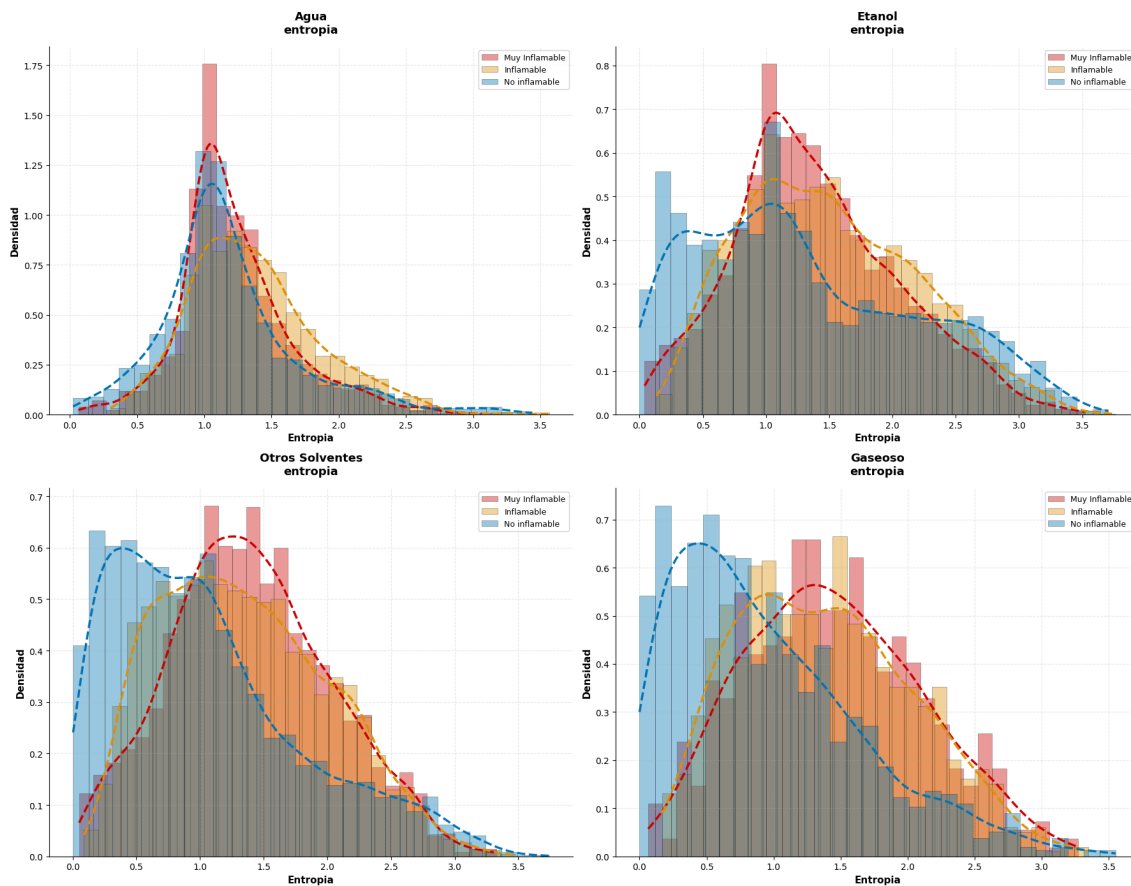 Agua
entropia
Densidad
1.75
1.50
1.25
1.00
0.75
0.50
0.25
0.00
0.0 0.5 1.0 1.5 2.0 2.5 3.0 3.5
Entropia
Muy Inflamable
Inflamable
No inflamable
Etanol
entropia
Densidad
0.8
0.7
0.6
0.5
0.4
0.3
0.2
0.1
0.0
0.0 0.5 1.0 1.5 2.0 2.5 3.0 3.5
Entropia
Muy Inflamable
Inflamable
No inflamable
Otros Solventes
entropia
Densidad
0.7
0.6
0.5
0.4
0.3
0.2
0.1
0.0
0.0 0.5 1.0 1.5 2.0 2.5 3.0 3.5
Entropia
Muy Inflamable
Inflamable
No inflamable
Gaseoso
entropia
Densidad
0.7
0.6
0.5
0.4
0.3
0.2
0.1
0.0
0.0 0.5 1.0 1.5 2.0 2.5 3.0 3.5
Entropia
Muy Inflamable
Inflamable
No inflamable